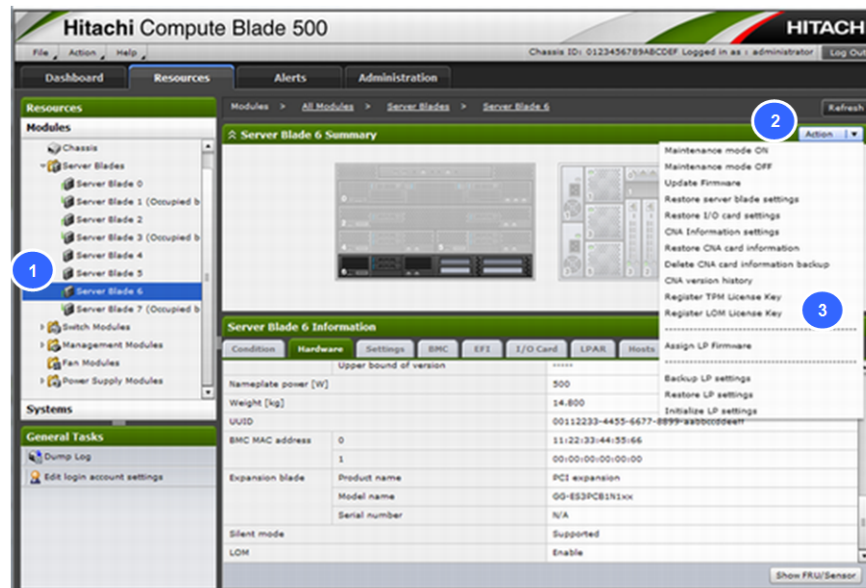 Hitachi Compute Blade 500
HITACH
File Action Help
Chassis ID: 0123456789ABCDEF Logged in as : administrator Log Out
Dashboard Resources Alerts Administration
Resources
Modules > All Modules > Server Blades > Server Blade 6
Refresh
Modules
2
Server Blade 6 Summary
Action
Chassis
Server Blades
Server Blade 0
Server Blade 1 (Occupied b
Server Blade 2
Server Blade 3 (Occupied b
Server Blade 4
1
Server Blade 5
Server Blade 6
Server Blade 7 (Occupied b
Switch Modules
Management Modules
Fan Modules
Power Supply Modules
Systems
General Tasks
Dump Log
Edit login account settings
Maintenance mode ON
Maintenance mode OFF
Update Firmware
Restore server blade settings
Restore I/O card settings
CNA Information settings
Restore CNA card information
Delete CNA card information backup
CNA version history
Register TPM License Key
Register LOM License Key
3
Assign LP Firmware
Backup LP settings
Restore LP settings
Initialize LP settings
Server Blade 6 Information
Condition Hardware Settings BMC EFI I/O Card LPAR Hosts
Upper bound of version -----
Nameplate power [W] 500
Weight [kg] 14.800
UUID 00112233-4455-6677-8899-aabbccddeeff
BMC MAC address 0 11:22:33:44:55:66
1 00:00:00:00:00:00
Expansion blade Product name PCI expansion
Model name GG-ES3PCB1N1xx
Serial number N/A
Silent mode Supported
LOM Enable
Show FRU/Sensor